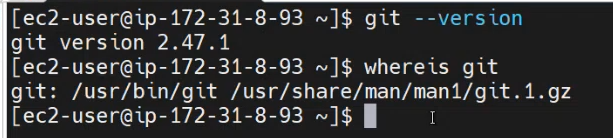 [ec2-user@ip-172-31-8-93 ~]$ git --version
git version 2.47.1
[ec2-user@ip-172-31-8-93 ~]$ whereis git
git: /usr/bin/git /usr/share/man/man1/git.1.gz
[ec2-user@ip-172-31-8-93 ~]$